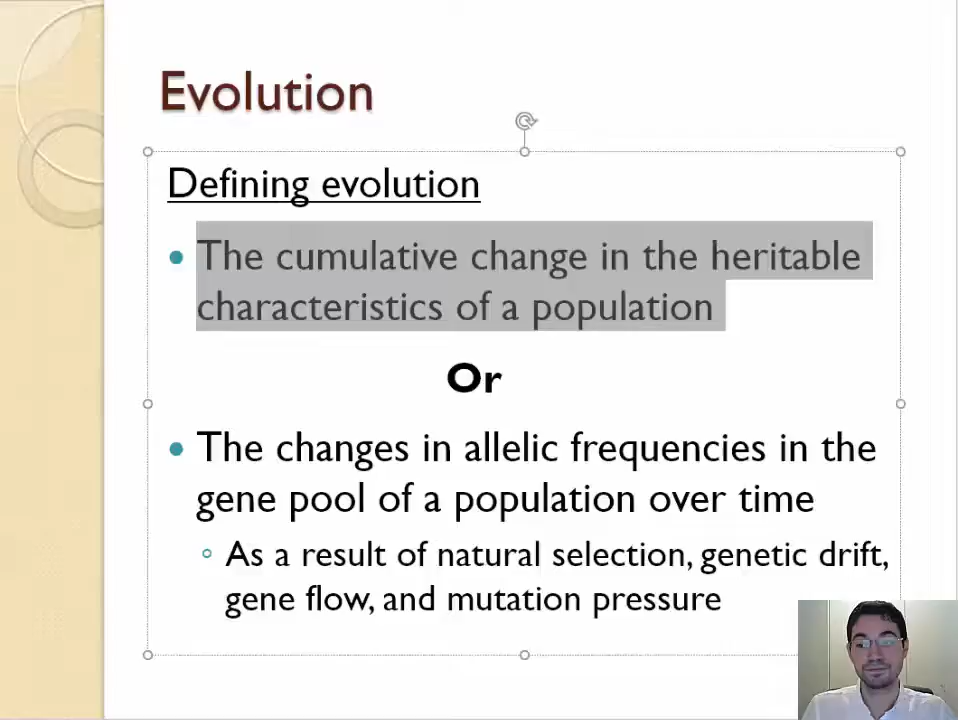 Evolution
Defining evolution
• The cumulative change in the heritable
characteristics of a population
Or
• The changes in allelic frequencies in the
gene pool of a population over time
◦ As a result of natural selection, genetic drift,
gene flow, and mutation pressure